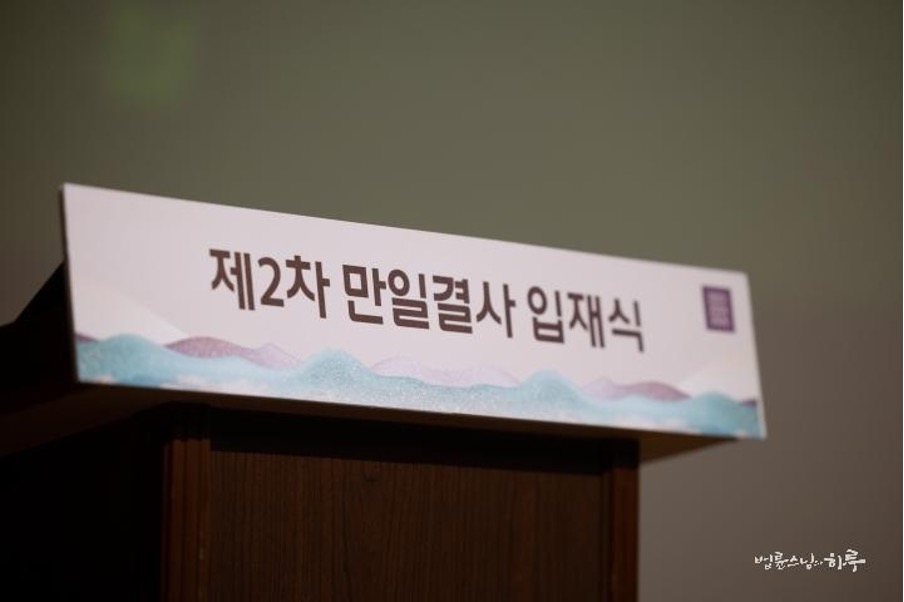 제2차 만일결사 입재식
법륜스님의 하루